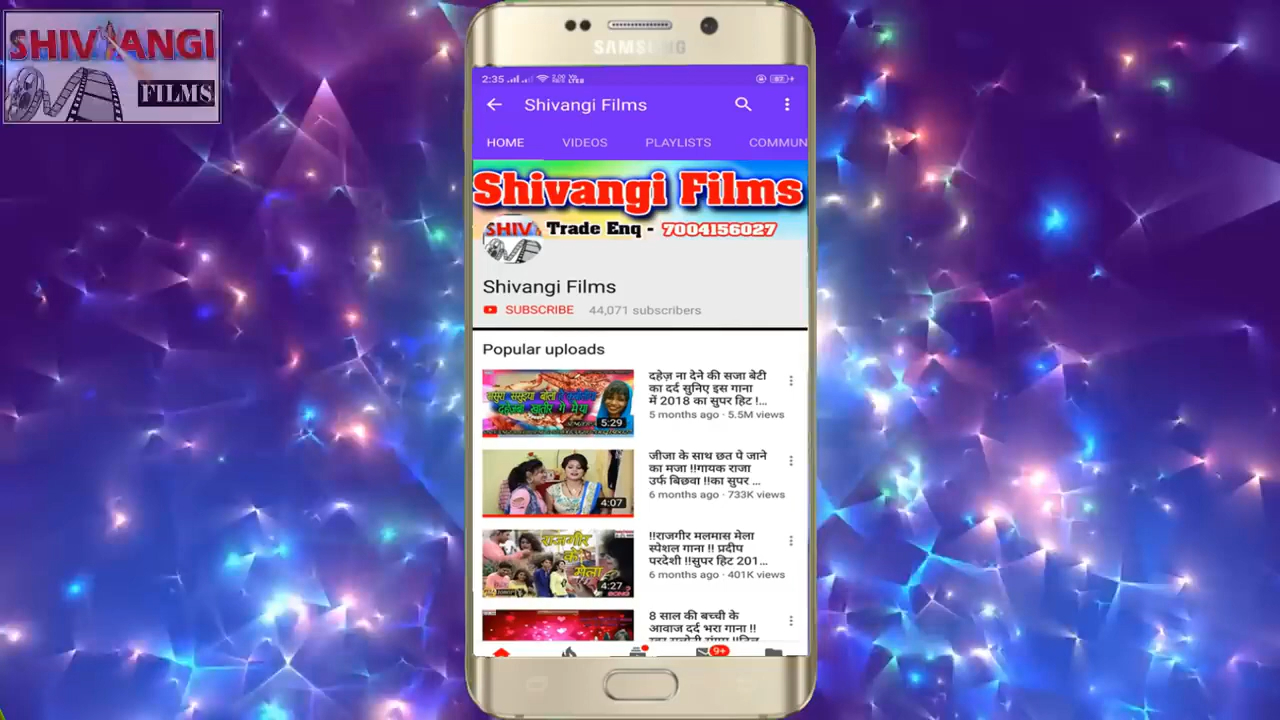 SHIVANGI
FILMS
SAMSUNG
2:35
Shivangi Films
HOME VIDEOS PLAYLISTS COMMUN
Shivangi Films
SHIVA
Trade Enq - 7004156027
Shivangi Films
SUBSCRIBE 44,071 subscribers
Popular uploads
दहेज़ ना देने की सजा बेटी
का दर्द सुनिए इस गाना
में 2018 का सुपर हिट !...
5 months ago · 5.5M views
5:29
जीजा के साथ छत पे जाने
का मजा !!गायक राजा
उर्फ बिछवा !!का सुपर ...
6 months ago · 733K views
4:07
!!राजगीर मलमास मेला
स्पेशल गाना !! प्रदीप
परदेशी !!सुपर हिट 201...
6 months ago · 401K views
राजगीर
के
मेला
4:27
8 साल की बच्ची के
आवाज दर्द भरा गाना !!
9+